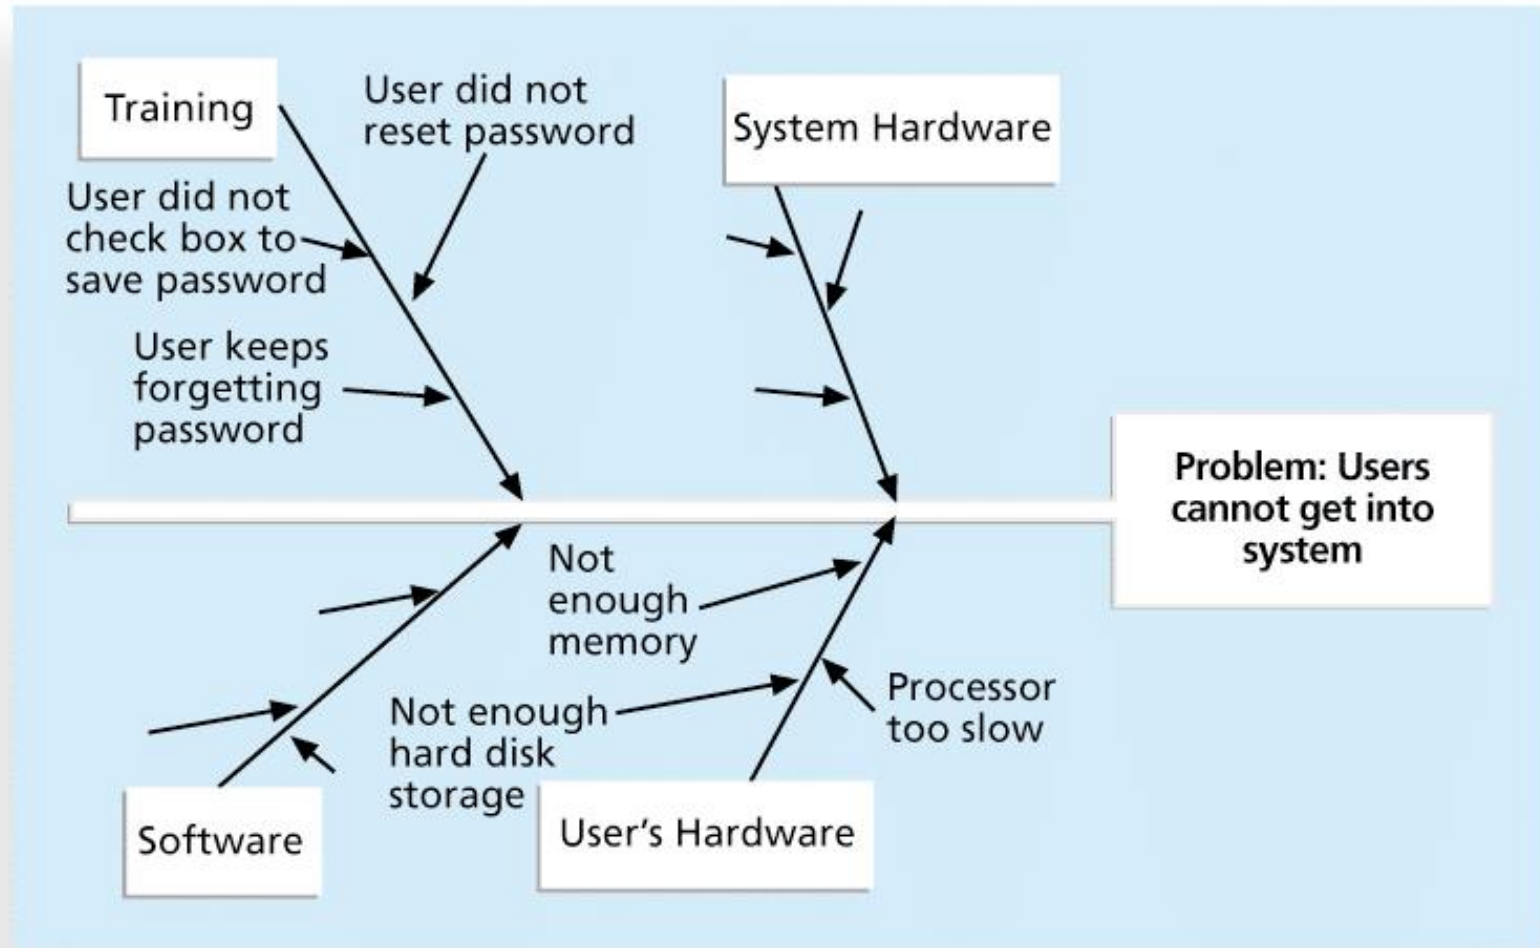 Training
User did not
reset password
System Hardware
User did not
check box to
save password
User keeps
forgetting
password
Problem: Users
cannot get into
system
Not
enough
memory
Not enough
hard disk
storage
Processor
too slow
Software
User’s Hardware